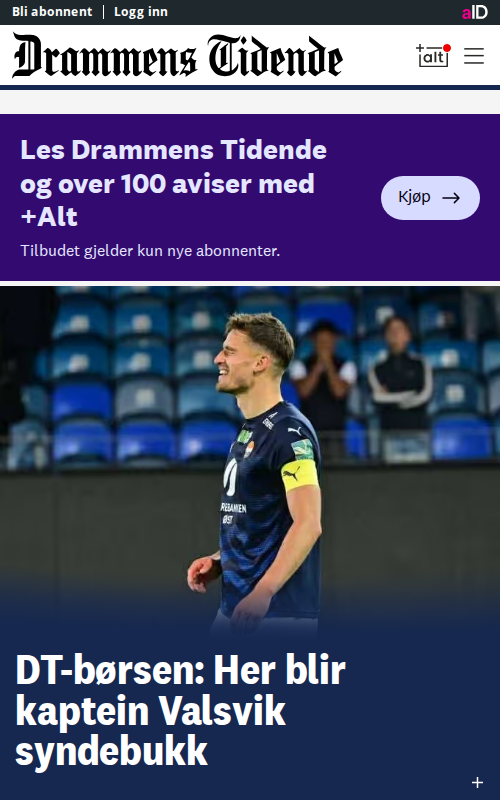 Bli abonnent | Logg inn
aID
Drammens Tidende
+alt
Les Drammens Tidende
og over 100 aviser med
+Alt
Kjøp →
Tilbudet gjelder kun nye abonnenter.
DT-børsen: Her blir
kaptein Valsvik
syndebukk
+